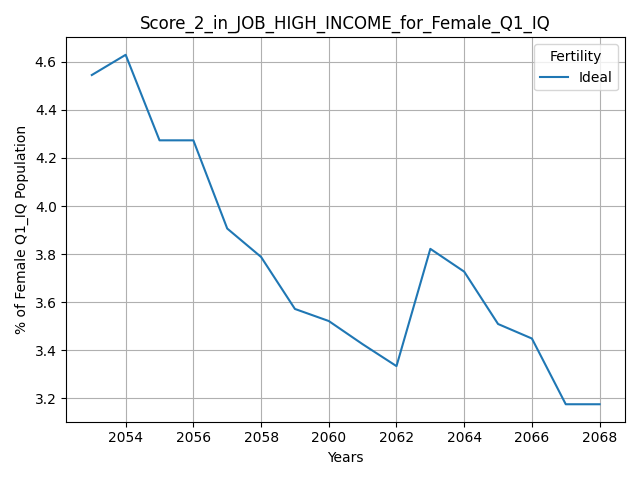 Score_2_in_JOB_HIGH_INCOME_for_Female_Q1_IQ
Fertility
Ideal
% of Female Q1_IQ Population
4.6
4.4
4.2
4.0
3.8
3.6
3.4
3.2
2054 2056 2058 2060 2062 2064 2066 2068
Years